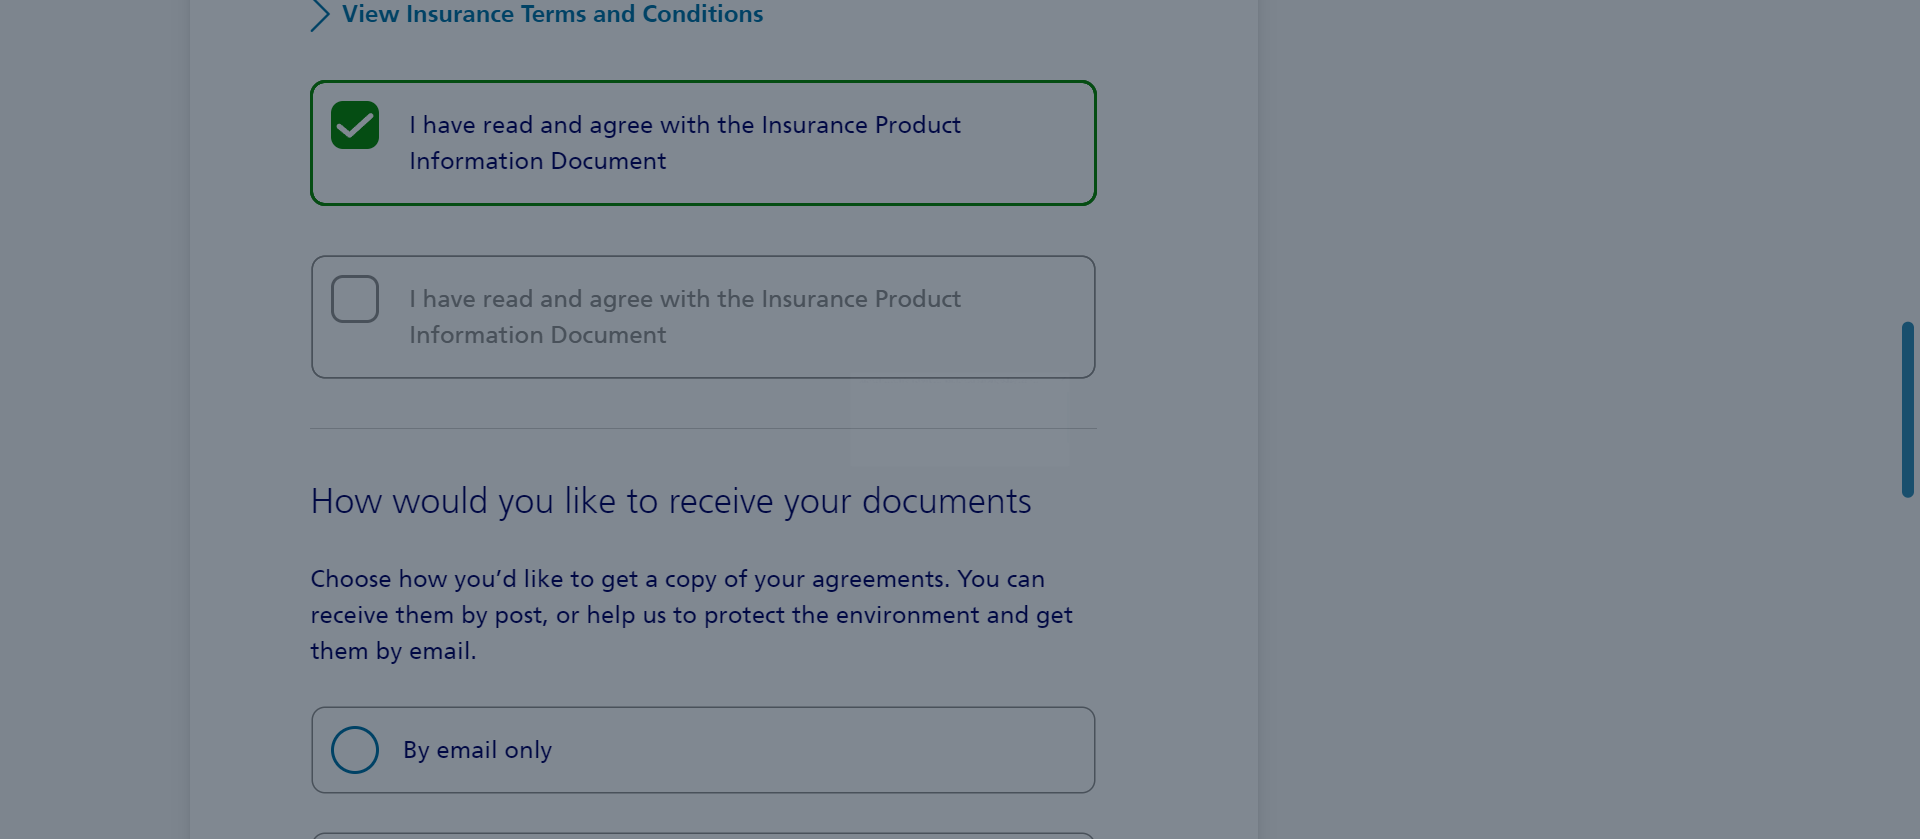 View Insurance Terms and Conditions
I have read and agree with the Insurance Product
Information Document
I have read and agree with the Insurance Product
Information Document
How would you like to receive your documents
Choose how you’d like to get a copy of your agreements. You can
receive them by post, or help us to protect the environment and get
them by email.
By email only